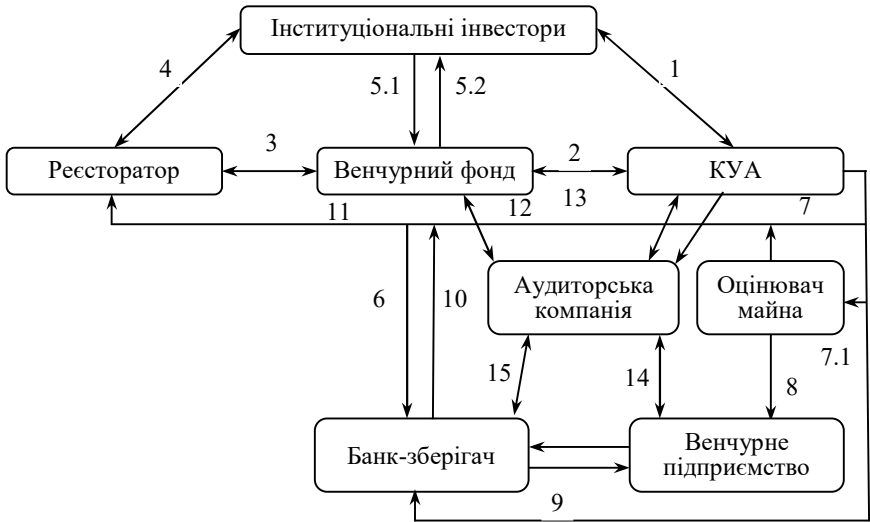 Інституціональні інвестори
4
5.1
5.2
1
Реєсторатор
3
Венчурний фонд
2
КУА
11
12
13
7
6
10
Аудиторська
компанія
Оцінювач
майна
7.1
15
14
8
Банк-зберігач
Венчурне
підприємство
9